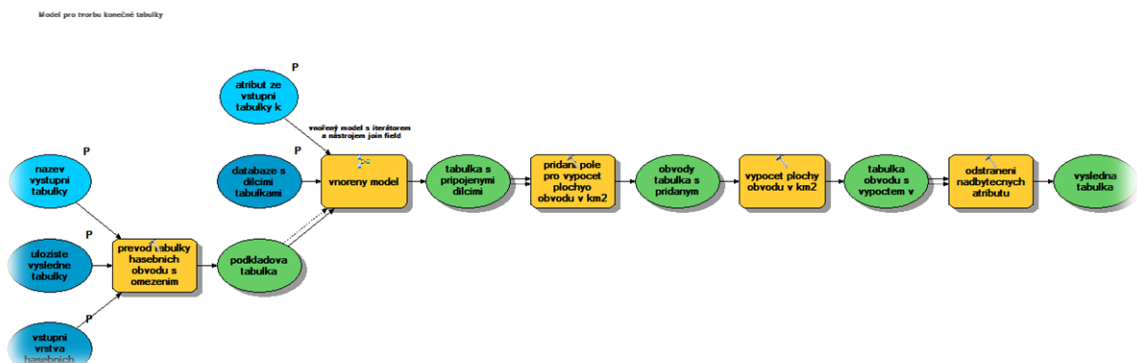 Model pro tvorbu konečné tabulky
P
atribut ze
vstupni
tabulky k
vnořený model s iterátorem
a nástrojem join field
P
nazev
vystupni
tabulky
P
databaze s
dilcimi
tabulkami
vnoreny model
tabulka s
pripojenymi
dilcimi
pridani pole
pro vypocet
plochyo
obvodu v km2
obvody
tabulka s
pridanym
vypocet plochy
obvodu v km2
tabulka
obvodu s
vypoctem v
odstraneni
nadbytecnych
atributu
vysledna
tabulka
P
uloziste
vysledne
tabulky
prevod tabulky
hasebnich
obvodu s
omezenim
podkladova
tabulka
P
vstupni
vrstva
hasebnich